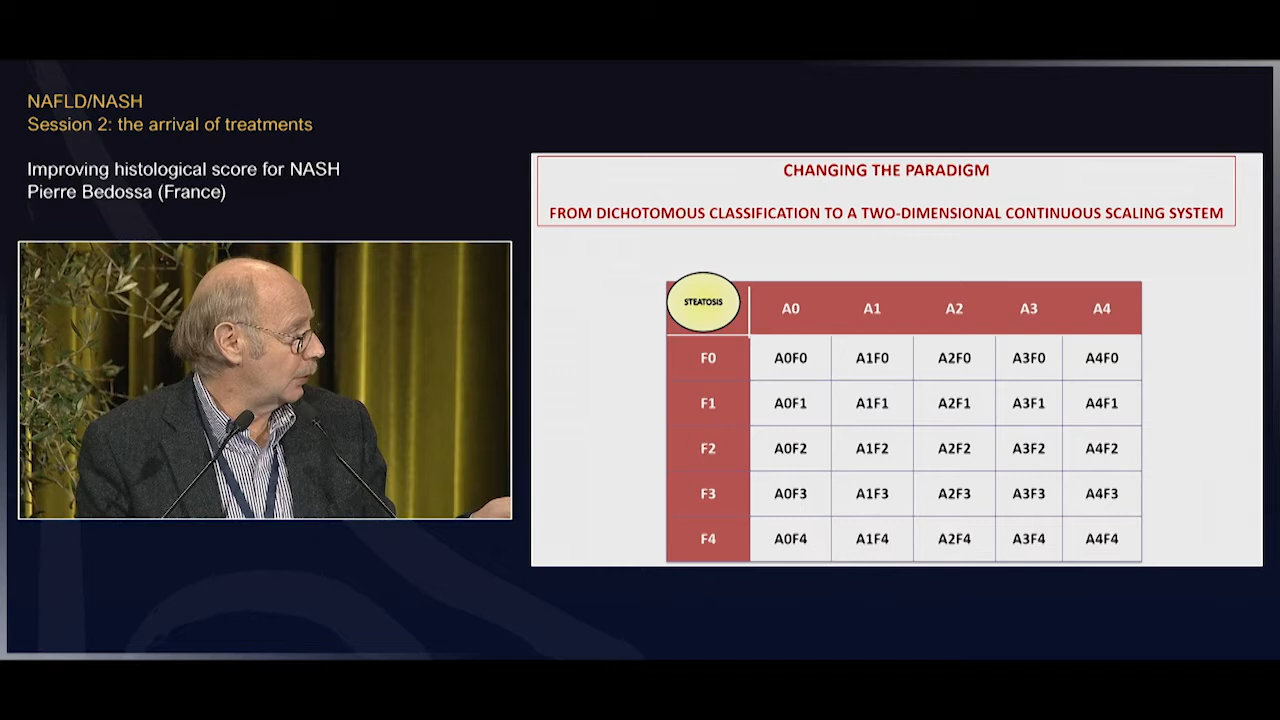 NAFLD/NASH
Session 2: the arrival of treatments
Improving histological score for NASH
Pierre Bedossa (France)
CHANGING THE PARADIGM
FROM DICHOTOMOUS CLASSIFICATION TO A TWO-DIMENSIONAL CONTINUOUS SCALING SYSTEM
STEATOSIS A0 A1 A2 A3 A4
F0 A0F0 A1F0 A2F0 A3F0 A4F0
F1 A0F1 A1F1 A2F1 A3F1 A4F1
F2 A0F2 A1F2 A2F2 A3F2 A4F2
F3 A0F3 A1F3 A2F3 A3F3 A4F3
F4 A0F4 A1F4 A2F4 A3F4 A4F4